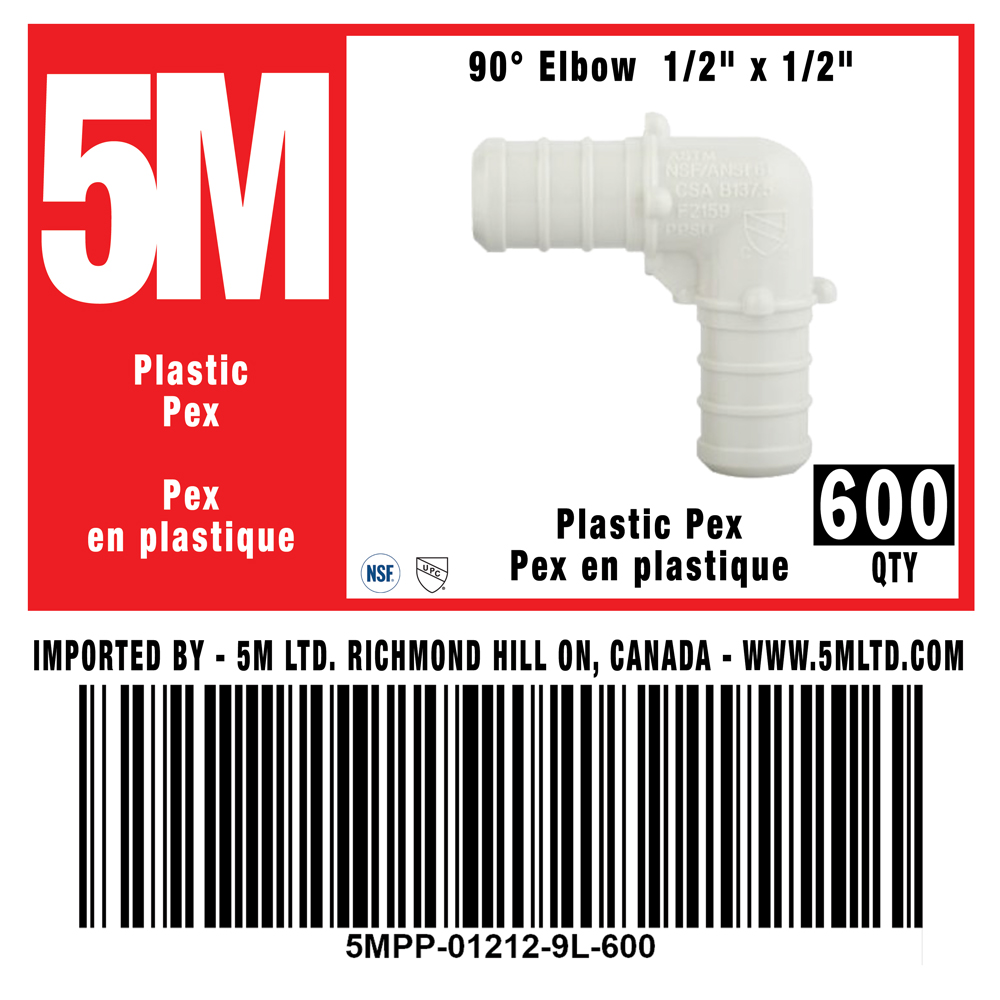 5M
Plastic
Pex
Pex
en plastique
90° Elbow 1/2" x 1/2"
ASTM
NSF/ANSI 61
CSA B137.5
F2159
PPSU
600
QTY
Plastic Pex
Pex en plastique
NSF.
UPC
IMPORTED BY - 5M LTD. RICHMOND HILL ON, CANADA - WWW.5MLTD.COM
5MPP-01212-9L-600